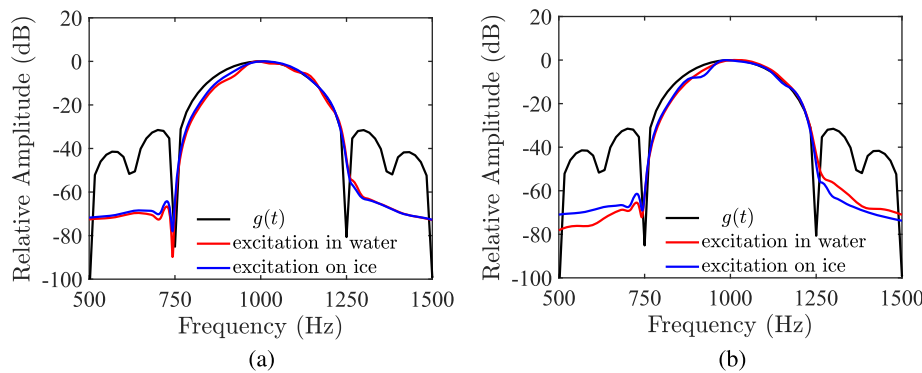 20
0
-20
-40
-60
-80
-100
Relative Amplitude (dB)
g(t)
excitation in water
excitation on ice
500 750 1000 1250 1500
Frequency (Hz)
(a)
20
0
-20
-40
-60
-80
-100
Relative Amplitude (dB)
g(t)
excitation in water
excitation on ice
500 750 1000 1250 1500
Frequency (Hz)
(b)